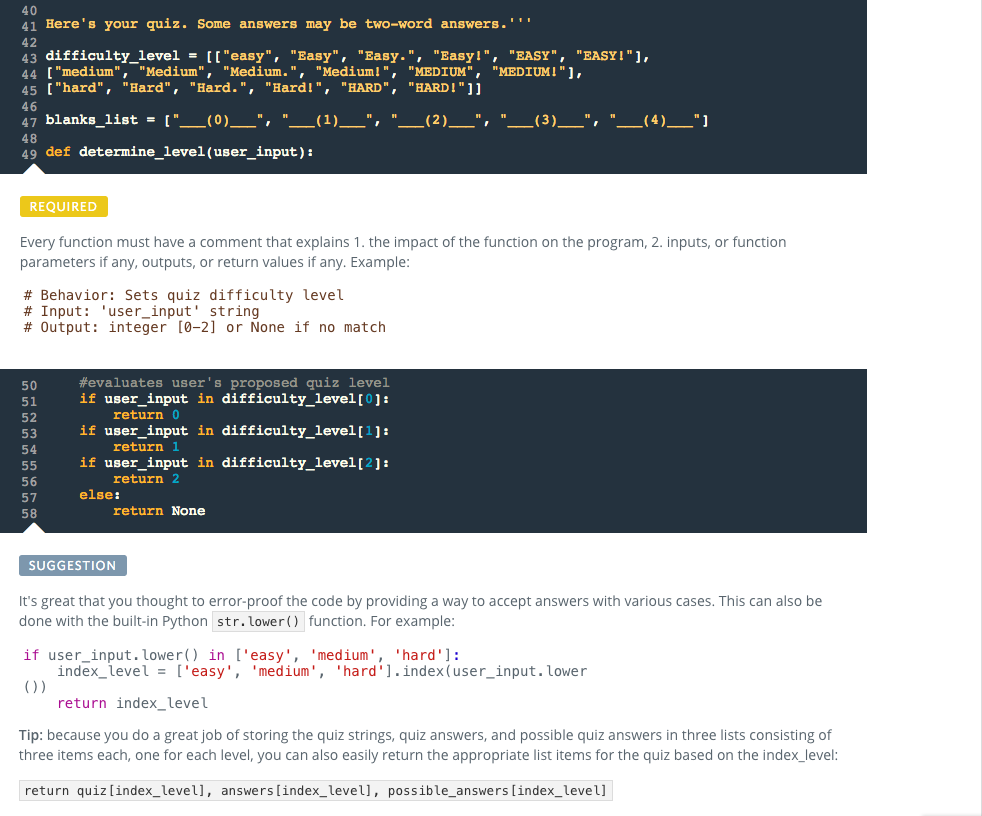 40
41 Here's your quiz. Some answers may be two-word answers.'''
42
43 difficulty_level = [["easy", "Easy", "Easy.", "Easy!", "EASY", "EASY!"],
44 ["medium", "Medium", "Medium.", "Medium!", "MEDIUM", "MEDIUM!"],
45 ["hard", "Hard", "Hard.", "Hard!", "HARD", "HARD!"]]
46
47 blanks_list = ["___(0)___", "___(1)___", "___(2)___", "___(3)___", "___(4)___"]
48
49 def determine_level(user_input):
REQUIRED
Every function must have a comment that explains 1. the impact of the function on the program, 2. inputs, or function
parameters if any, outputs, or return values if any. Example:
# Behavior: Sets quiz difficulty level
# Input: 'user_input' string
# Output: integer [0-2] or None if no match
50     #evaluates user's proposed quiz level
51     if user_input in difficulty_level[0]:
52         return 0
53     if user_input in difficulty_level[1]:
54         return 1
55     if user_input in difficulty_level[2]:
56         return 2
57     else:
58         return None
SUGGESTION
It's great that you thought to error-proof the code by providing a way to accept answers with various cases. This can also be
done with the built-in Python str.lower() function. For example:
if user_input.lower() in ['easy', 'medium', 'hard']:
    index_level = ['easy', 'medium', 'hard'].index(user_input.lower
())
    return index_level
Tip: because you do a great job of storing the quiz strings, quiz answers, and possible quiz answers in three lists consisting of
three items each, one for each level, you can also easily return the appropriate list items for the quiz based on the index_level:
return quiz[index_level], answers[index_level], possible_answers[index_level]